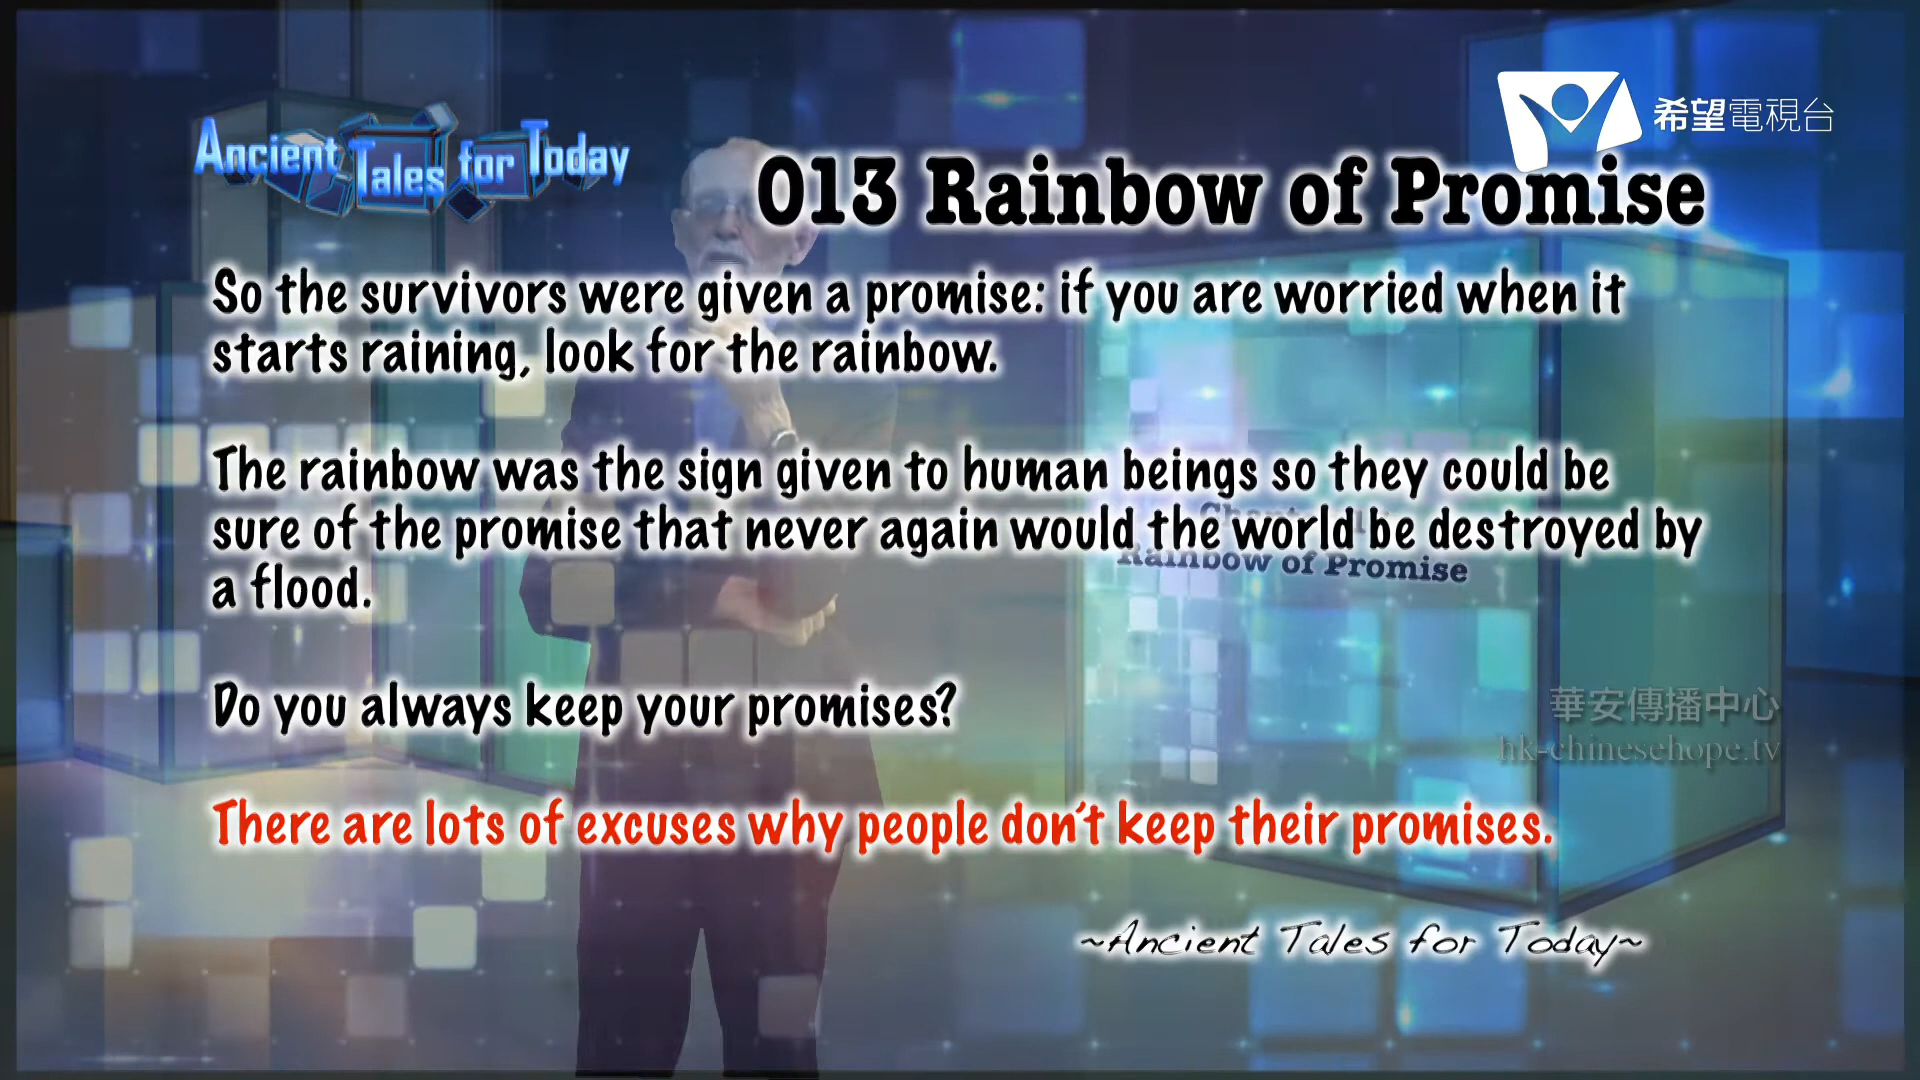 希望電視台
Ancient Tales for Today
013 Rainbow of Promise
So the survivors were given a promise: if you are worried when it
starts raining, look for the rainbow.
The rainbow was the sign given to human beings so they could be
sure of the promise that never again would the world be destroyed by
a flood.
Rainbow of Promise
Do you always keep your promises?
華安傳播中心
hk-chinesehope.tv
There are lots of excuses why people don't keep their promises.
~Ancient Tales for Today~